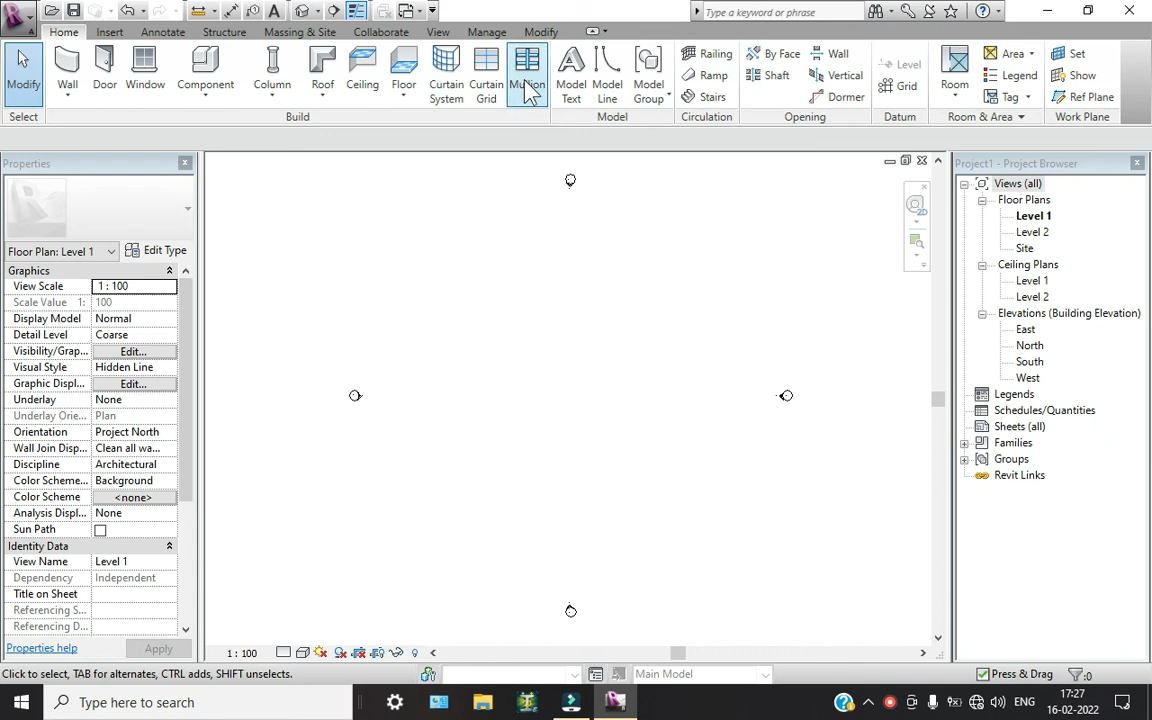 Type a keyword or phrase
Home Insert Annotate Structure Massing & Site Collaborate View Manage Modify
Modify Wall Door Window Component Column Roof Ceiling Floor Curtain System Curtain Grid Mullion Model Text Model Line Model Group
Railing Ramp Stairs
By Face Shaft Wall Vertical Dormer
Level Grid
Room Area Legend Tag
Set Show Ref Plane
Select Build Model Circulation Opening Datum Room & Area Work Plane
Properties
Floor Plan: Level 1 Edit Type
Graphics
View Scale 1 : 100
Scale Value 1: 100
Display Model Normal
Detail Level Coarse
Visibility/Grap... Edit...
Visual Style Hidden Line
Graphic Displ... Edit...
Underlay None
Underlay Orie... Plan
Orientation Project North
Wall Join Disp... Clean all wa...
Discipline Architectural
Color Scheme... Background
Color Scheme <none>
Analysis Displ... None
Sun Path
Identity Data
View Name Level 1
Dependency Independent
Title on Sheet
Referencing S...
Referencing D...
Properties help Apply
2D
1 : 100
Project1 - Project Browser
Views (all)
Floor Plans
Level 1
Level 2
Site
Ceiling Plans
Level 1
Level 2
Elevations (Building Elevation)
East
North
South
West
Legends
Schedules/Quantities
Sheets (all)
Families
Groups
Revit Links
Click to select, TAB for alternates, CTRL adds, SHIFT unselects.
Main Model
Press & Drag
:0
Type here to search
ENG
17:27
16-02-2022